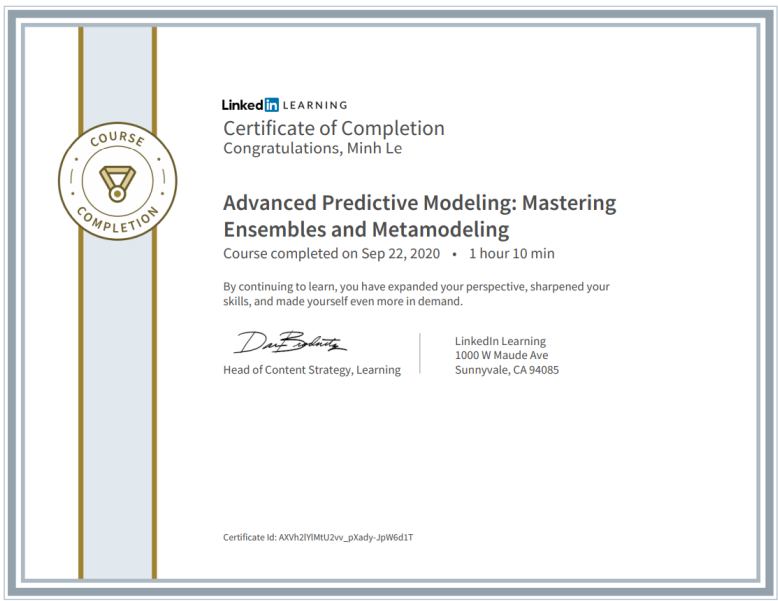 COURSE
COMPLETION
Linked in LEARNING
Certificate of Completion
Congratulations, Minh Le
Advanced Predictive Modeling: Mastering
Ensembles and Metamodeling
Course completed on Sep 22, 2020 • 1 hour 10 min
By continuing to learn, you have expanded your perspective, sharpened your
skills, and made yourself even more in demand.
Head of Content Strategy, Learning
LinkedIn Learning
1000 W Maude Ave
Sunnyvale, CA 94085
Certificate Id: AXVh2lYlMtU2vv_pXady-JpW6d1T